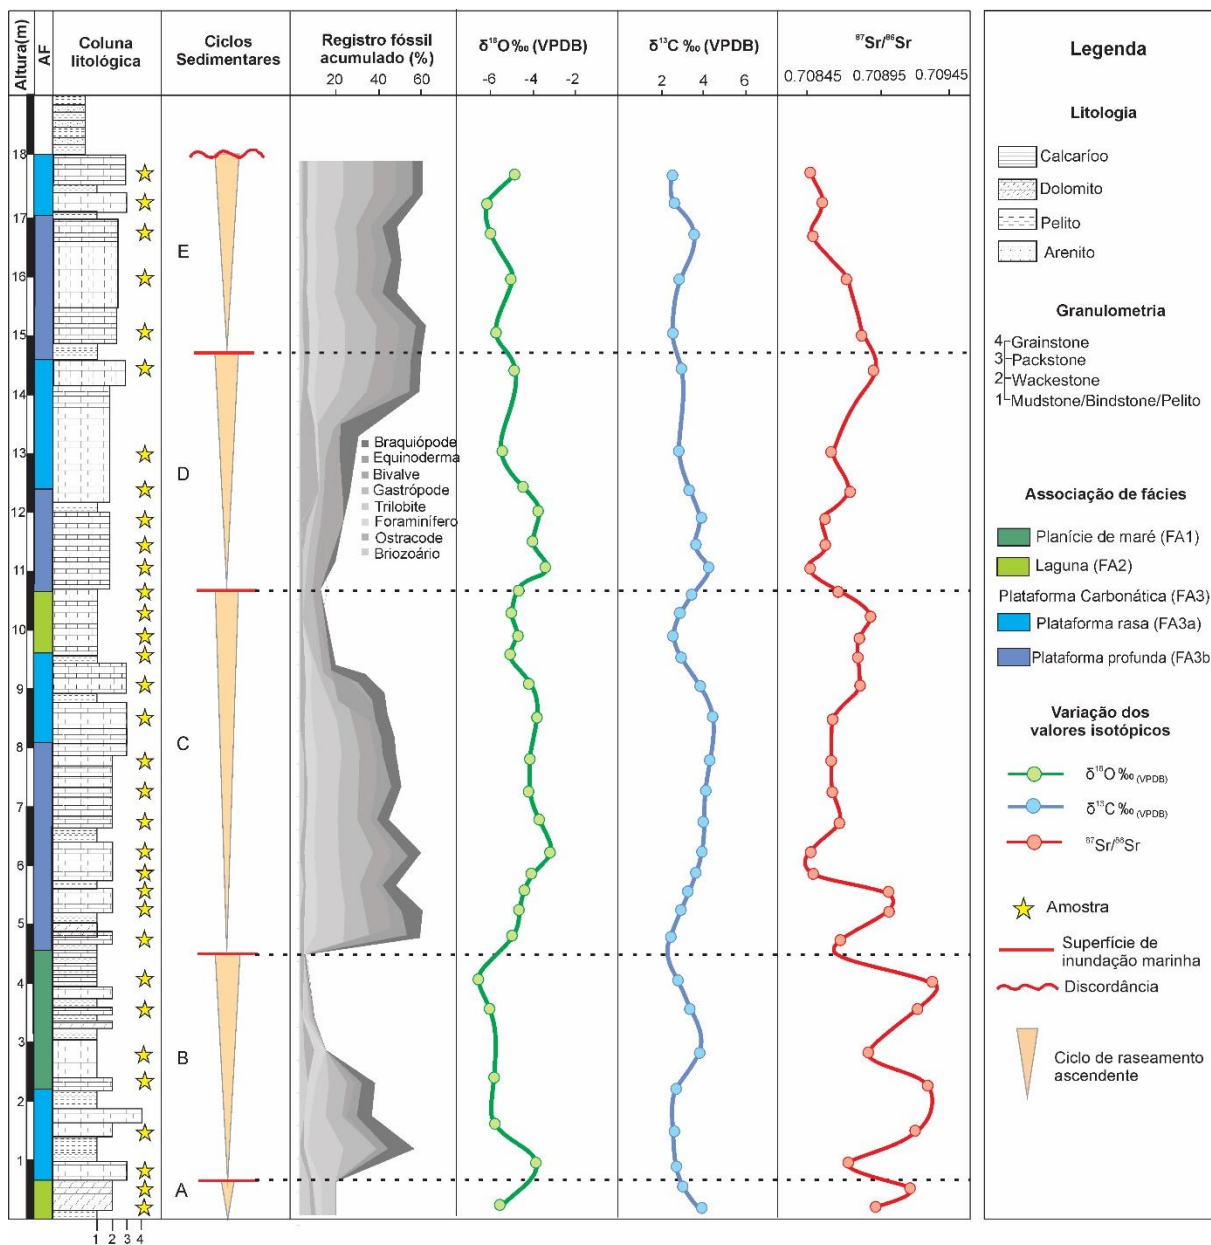 Altura(m)
AF
Coluna
litológica
Ciclos
Sedimentares
Registro fóssil
acumulado (%)
20 40 60
δ¹⁸O ‰ (VPDB)
-6 -4 -2
δ¹³C ‰ (VPDB)
2 4 6
⁸⁷Sr/⁸⁶Sr
0.70845 0.70895 0.70945
18
17
16
15
14
13
12
11
10
9
8
7
6
5
4
3
2
1
1 2 3 4
E
D
C
B
A
Braquiópode
Equinoderma
Bivalve
Gastrópode
Trilobite
Foraminífero
Ostracode
Briozoário
Legenda
Litologia
Calcaríoo
Dolomito
Pelito
Arenito
Granulometria
4 Grainstone
3 Packstone
2 Wackestone
1 Mudstone/Bindstone/Pelito
Associação de fácies
Planície de maré (FA1)
Laguna (FA2)
Plataforma Carbonática (FA3)
Plataforma rasa (FA3a)
Plataforma profunda (FA3b
Variação dos
valores isotópicos
δ¹⁸O ‰ (VPDB)
δ¹³C ‰ (VPDB)
⁸⁷Sr/⁸⁶Sr
Amostra
Superfície de
inundação marinha
Discordância
Ciclo de raseamento
ascendente